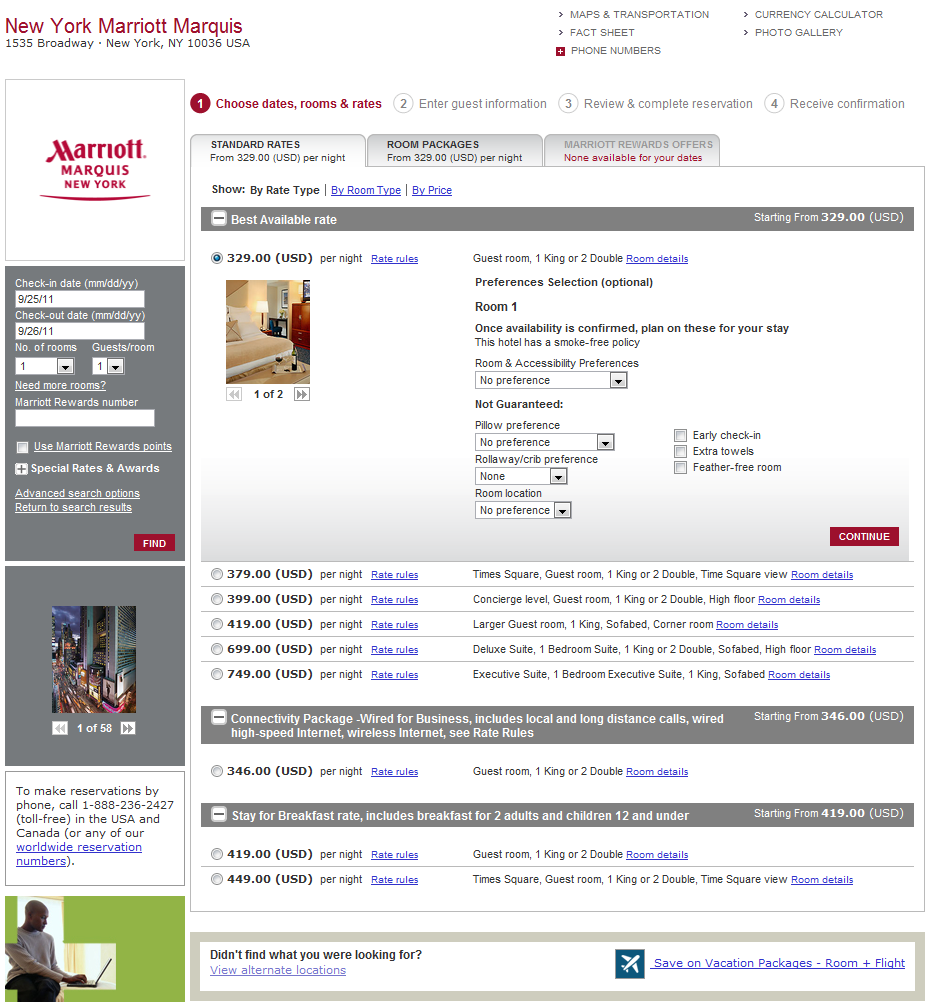 New York Marriott Marquis
1535 Broadway · New York, NY 10036 USA
MAPS & TRANSPORTATION
FACT SHEET
PHONE NUMBERS
CURRENCY CALCULATOR
PHOTO GALLERY
Marriott.
MARQUIS
NEW YORK
1 Choose dates, rooms & rates 2 Enter guest information 3 Review & complete reservation 4 Receive confirmation
STANDARD RATES
From 329.00 (USD) per night
ROOM PACKAGES
From 329.00 (USD) per night
MARRIOTT REWARDS OFFERS
None available for your dates
Check-in date (mm/dd/yy)
9/25/11
Check-out date (mm/dd/yy)
9/26/11
No. of rooms Guests/room
1 1
Need more rooms?
Marriott Rewards number
Use Marriott Rewards points
Special Rates & Awards
Advanced search options
Return to search results
FIND
1 of 58
To make reservations by
phone, call 1-888-236-2427
(toll-free) in the USA and
Canada (or any of our
worldwide reservation
numbers).
Show: By Rate Type | By Room Type | By Price
Best Available rate Starting From 329.00 (USD)
329.00 (USD) per night Rate rules Guest room, 1 King or 2 Double Room details
1 of 2
Preferences Selection (optional)
Room 1
Once availability is confirmed, plan on these for your stay
This hotel has a smoke-free policy
Room & Accessibility Preferences
No preference
Not Guaranteed:
Pillow preference
No preference
Rollaway/crib preference
None
Room location
No preference
Early check-in
Extra towels
Feather-free room
CONTINUE
379.00 (USD) per night Rate rules Times Square, Guest room, 1 King or 2 Double, Time Square view Room details
399.00 (USD) per night Rate rules Concierge level, Guest room, 1 King or 2 Double, High floor Room details
419.00 (USD) per night Rate rules Larger Guest room, 1 King, Sofabed, Corner room Room details
699.00 (USD) per night Rate rules Deluxe Suite, 1 Bedroom Suite, 1 King or 2 Double, Sofabed, High floor Room details
749.00 (USD) per night Rate rules Executive Suite, 1 Bedroom Executive Suite, 1 King, Sofabed Room details
Connectivity Package -Wired for Business, includes local and long distance calls, wired Starting From 346.00 (USD)
high-speed Internet, wireless Internet, see Rate Rules
346.00 (USD) per night Rate rules Guest room, 1 King or 2 Double Room details
Stay for Breakfast rate, includes breakfast for 2 adults and children 12 and under Starting From 419.00 (USD)
419.00 (USD) per night Rate rules Guest room, 1 King or 2 Double Room details
449.00 (USD) per night Rate rules Times Square, Guest room, 1 King or 2 Double, Time Square view Room details
Didn't find what you were looking for?
View alternate locations
Save on Vacation Packages - Room + Flight